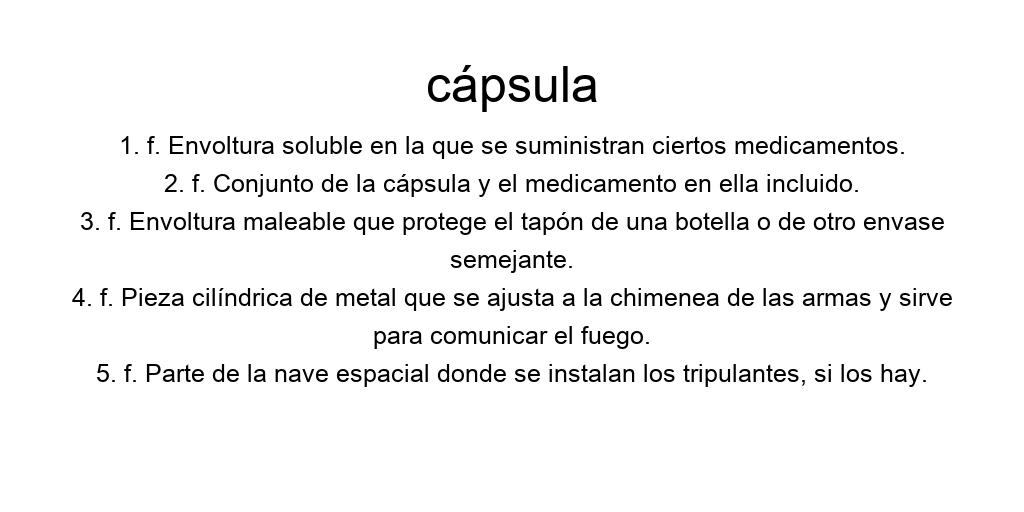 cápsula
1. f. Envoltura soluble en la que se suministran ciertos medicamentos.
2. f. Conjunto de la cápsula y el medicamento en ella incluido.
3. f. Envoltura maleable que protege el tapón de una botella o de otro envase
semejante.
4. f. Pieza cilíndrica de metal que se ajusta a la chimenea de las armas y sirve
para comunicar el fuego.
5. f. Parte de la nave espacial donde se instalan los tripulantes, si los hay.